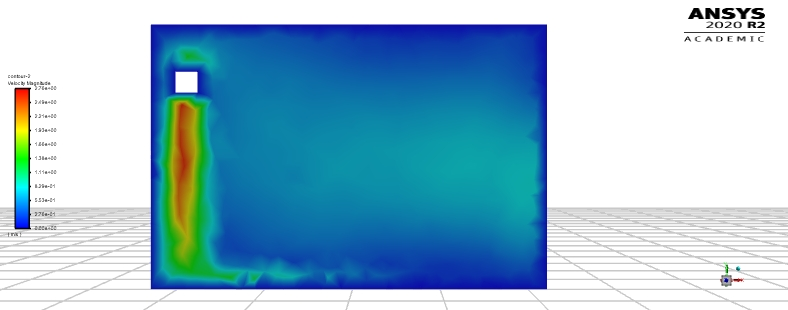 ANSYS
2020 R2
ACADEMIC
contour-2
Velocity Magnitude
2.76e+00
2.49e+00
2.21e+00
1.93e+00
1.66e+00
1.38e+00
1.11e+00
8.29e-01
5.53e-01
2.76e-01
0.00e+00
[ m/s ]